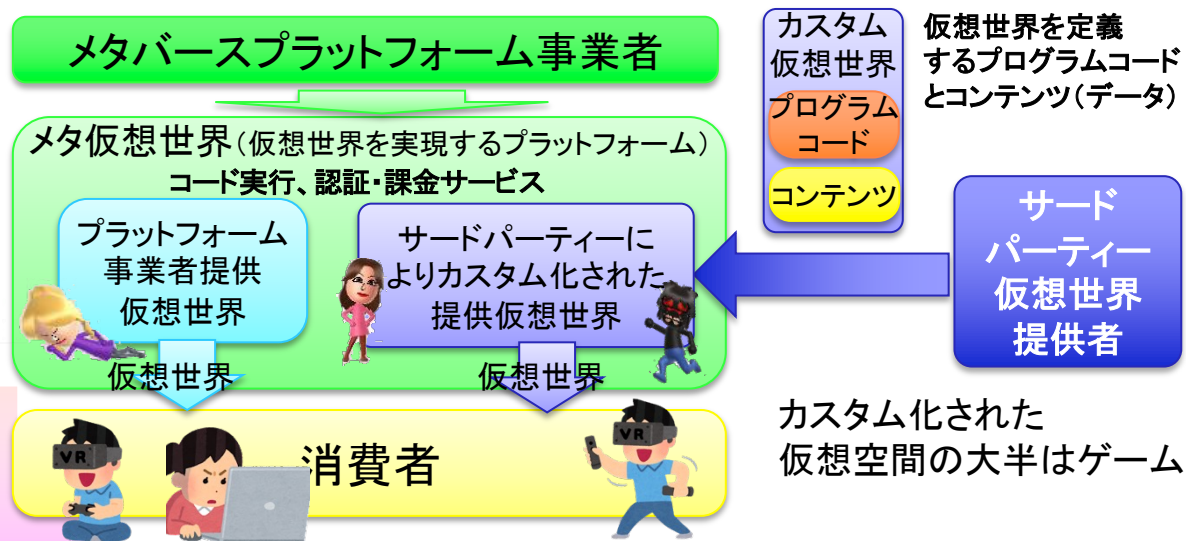 メタバースプラットフォーム事業者
メタ仮想世界（仮想世界を実現するプラットフォーム）
コード実行、認証・課金サービス
プラットフォーム
事業者提供
仮想世界
サードパーティーに
よりカスタム化された
提供仮想世界
仮想世界
仮想世界
消費者
VR
VR
カスタム
仮想世界
プログラム
コード
コンテンツ
仮想世界を定義
するプログラムコード
とコンテンツ（データ）
サード
パーティー
仮想世界
提供者
カスタム化された
仮想空間の大半はゲーム